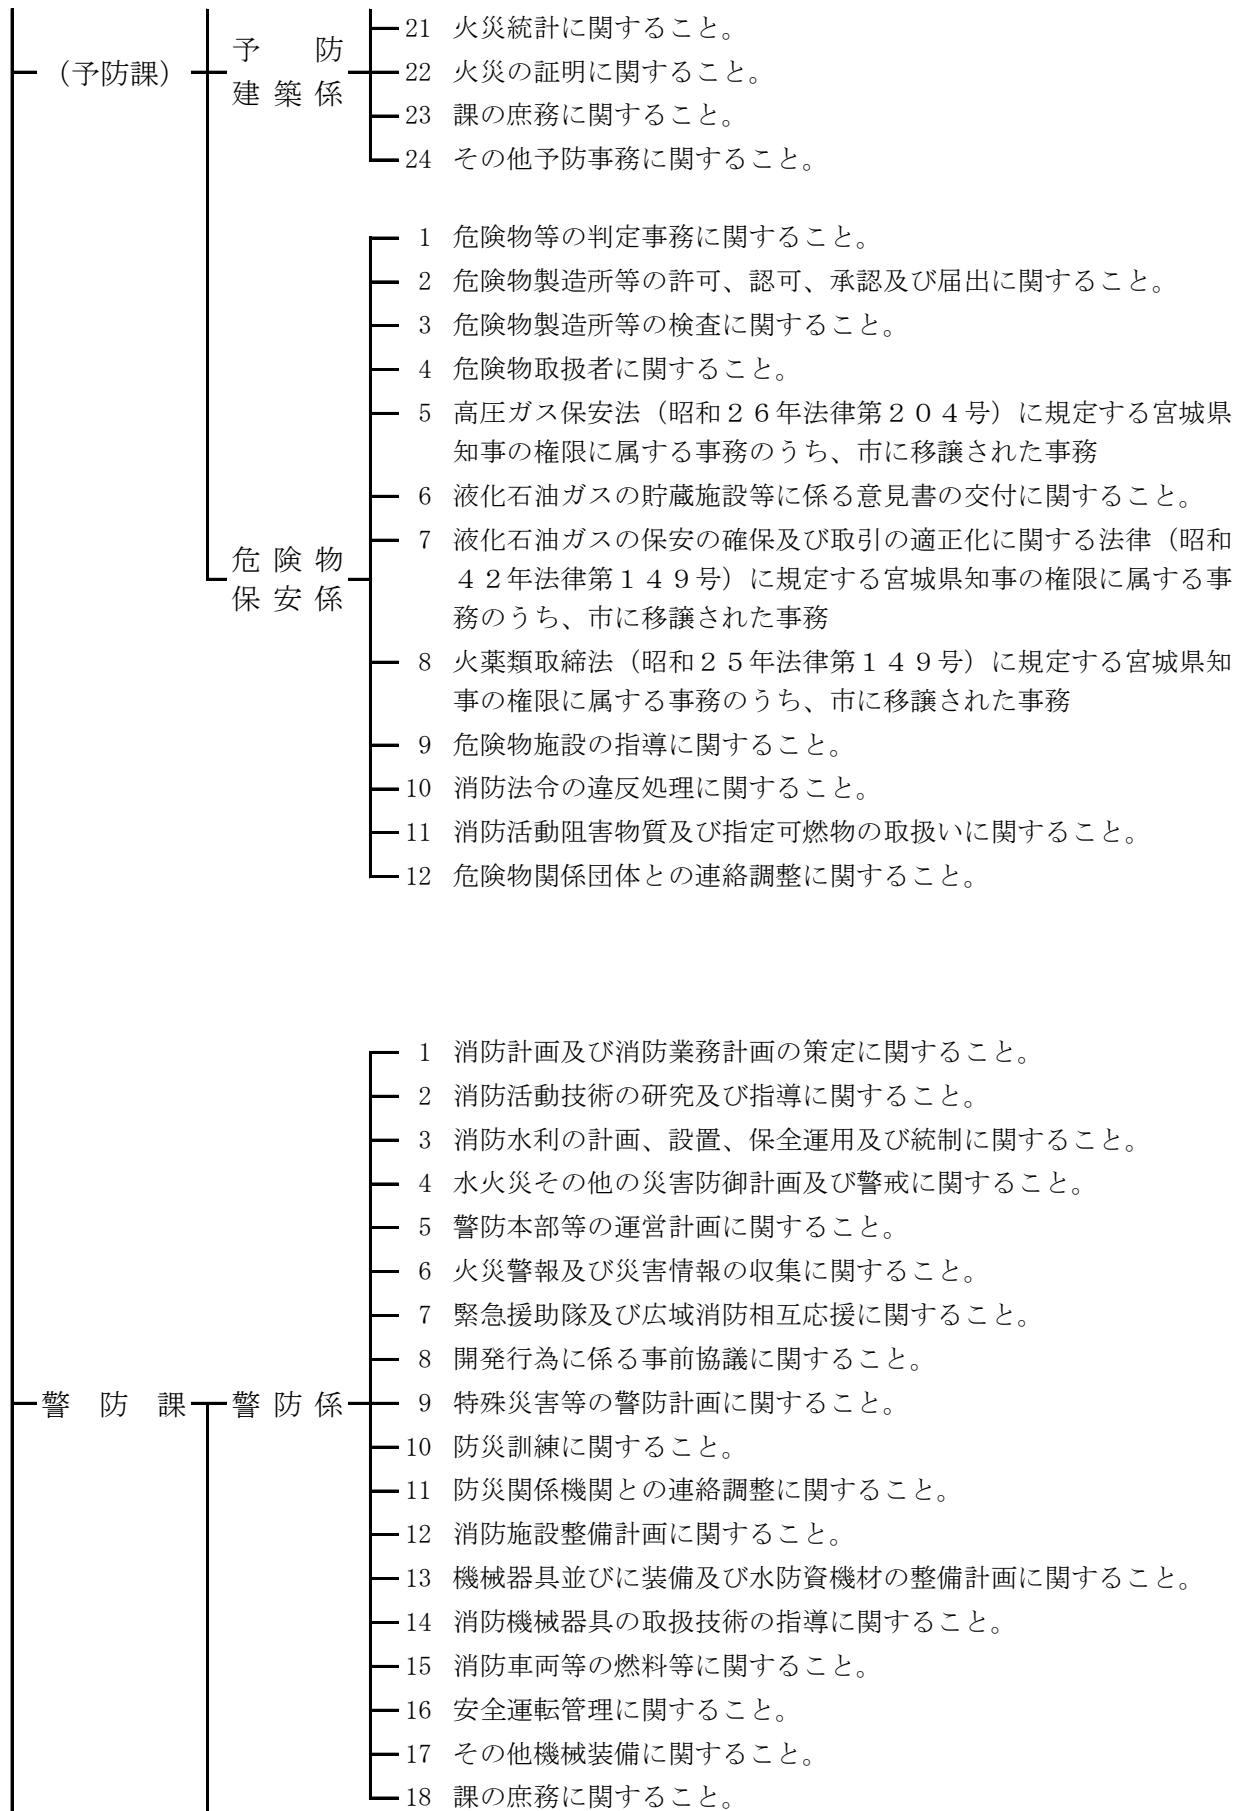 (予防課)
予防
建築係
21 火災統計に関すること。
22 火災の証明に関すること。
23 課の庶務に関すること。
24 その他予防事務に関すること。
危険物
保安係
1 危険物等の判定事務に関すること。
2 危険物製造所等の許可、認可、承認及び届出に関すること。
3 危険物製造所等の検査に関すること。
4 危険物取扱者に関すること。
5 高圧ガス保安法(昭和26年法律第204号)に規定する宮城県
知事の権限に属する事務のうち、市に移譲された事務
6 液化石油ガスの貯蔵施設等に係る意見書の交付に関すること。
7 液化石油ガスの保安の確保及び取引の適正化に関する法律(昭和
42年法律第149号)に規定する宮城県知事の権限に属する事
務のうち、市に移譲された事務
8 火薬類取締法(昭和25年法律第149号)に規定する宮城県知
事の権限に属する事務のうち、市に移譲された事務
9 危険物施設の指導に関すること。
10 消防法令の違反処理に関すること。
11 消防活動阻害物質及び指定可燃物の取扱いに関すること。
12 危険物関係団体との連絡調整に関すること。
警防課
警防係
1 消防計画及び消防業務計画の策定に関すること。
2 消防活動技術の研究及び指導に関すること。
3 消防水利の計画、設置、保全運用及び統制に関すること。
4 水火災その他の災害防御計画及び警戒に関すること。
5 警防本部等の運営計画に関すること。
6 火災警報及び災害情報の収集に関すること。
7 緊急援助隊及び広域消防相互応援に関すること。
8 開発行為に係る事前協議に関すること。
9 特殊災害等の警防計画に関すること。
10 防災訓練に関すること。
11 防災関係機関との連絡調整に関すること。
12 消防施設整備計画に関すること。
13 機械器具並びに装備及び水防資機材の整備計画に関すること。
14 消防機械器具の取扱技術の指導に関すること。
15 消防車両等の燃料等に関すること。
16 安全運転管理に関すること。
17 その他機械装備に関すること。
18 課の庶務に関すること。